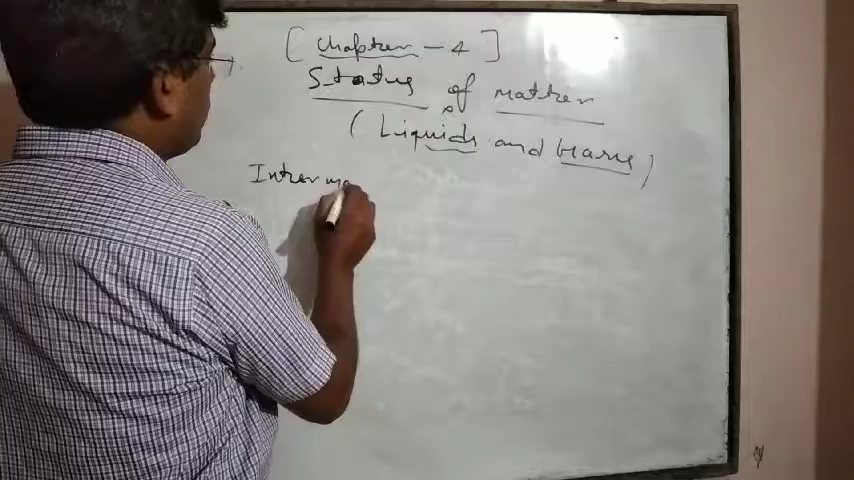 [ Chapter - 4 ]
States of matter
( Liquids and Gases )
Interm